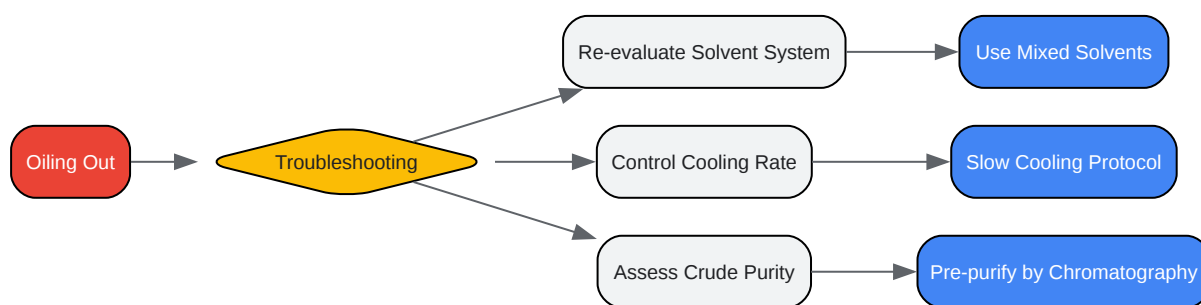 Oiling Out
Troubleshooting
Re-evaluate Solvent System
Use Mixed Solvents
Control Cooling Rate
Slow Cooling Protocol
Assess Crude Purity
Pre-purify by Chromatography